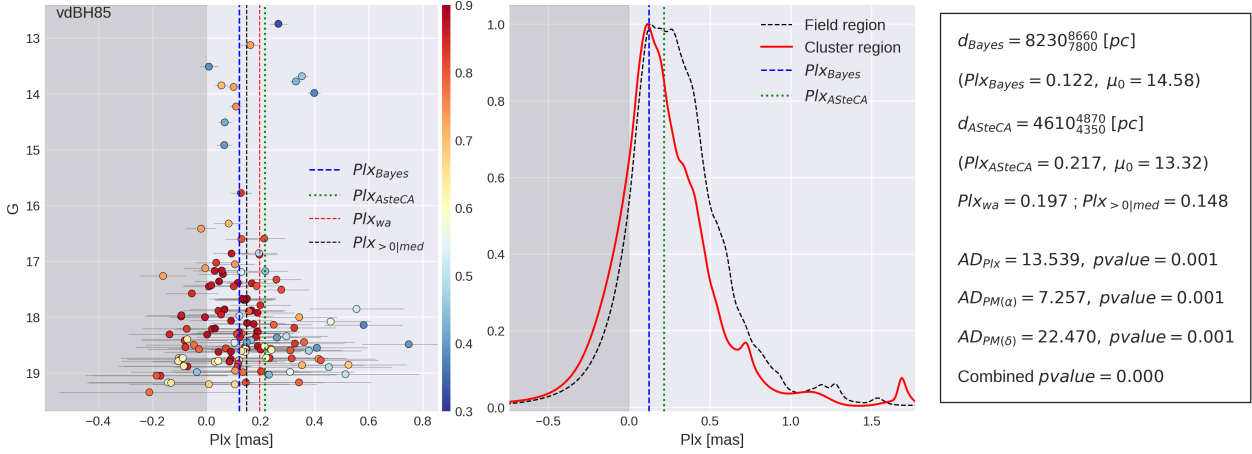 vdBH85
G
13
14
15
16
17
18
19
−0.4 −0.2 0.0 0.2 0.4 0.6 0.8
Plx [mas]
Plx_Bayes
Plx_AsteCA
Plx_wa
Plx_>0|med
0.9
0.8
0.7
0.6
0.5
0.4
0.3
1.0
0.8
0.6
0.4
0.2
0.0
−0.5 0.0 0.5 1.0 1.5
Plx [mas]
Field region
Cluster region
Plx_Bayes
Plx_ASteCA
d_Bayes = 8230^8660_7800 [pc]
(Plx_Bayes = 0.122, μ₀ = 14.58)
d_ASteCA = 4610^4870_4350 [pc]
(Plx_ASteCA = 0.217, μ₀ = 13.32)
Plx_wa = 0.197 ; Plx_>0|med = 0.148
AD_Plx = 13.539, pvalue = 0.001
AD_PM(α) = 7.257, pvalue = 0.001
AD_PM(δ) = 22.470, pvalue = 0.001
Combined pvalue = 0.000